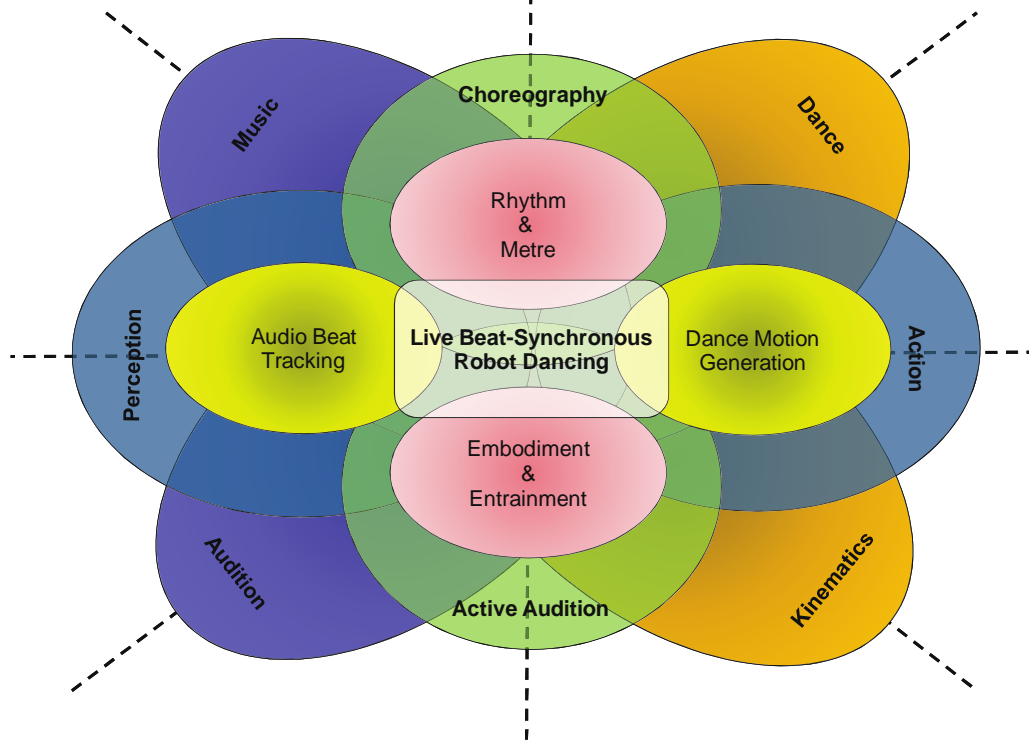 Choreography
Music
Dance
Rhythm
&
Metre
Perception
Audio Beat
Tracking
Live Beat-Synchronous
Robot Dancing
Dance Motion
Generation
Action
Embodiment
&
Entrainment
Audition
Active Audition
Kinematics